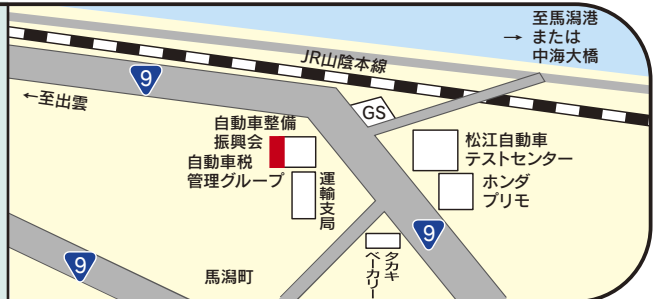 至馬潟港
→ または
中海大橋
JR山陰本線
9
←至出雲
GS
自動車整備
振興会
自動車税
管理グループ
運輸支局
松江自動車
テストセンター
ホンダ
プリモ
9
タカキ
ベーカリー
9
馬潟町